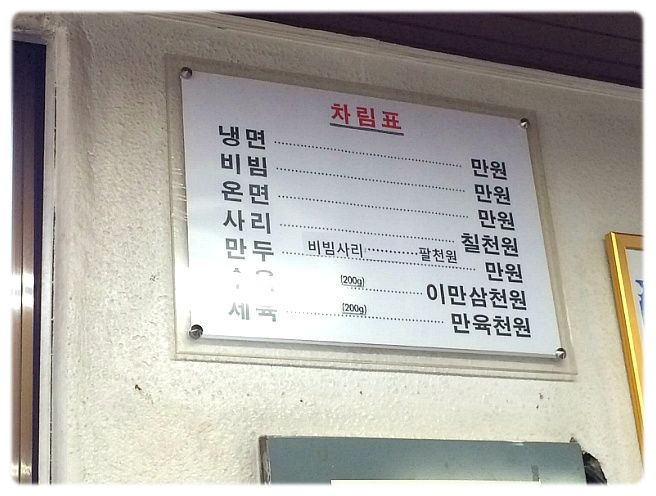 차림표
냉면 만원
비빔 만원
온면 만원
사리 칠천원
비빔사리 팔천원
만두 만원
(200g) 이만삼천원
제육 (200g) 만육천원